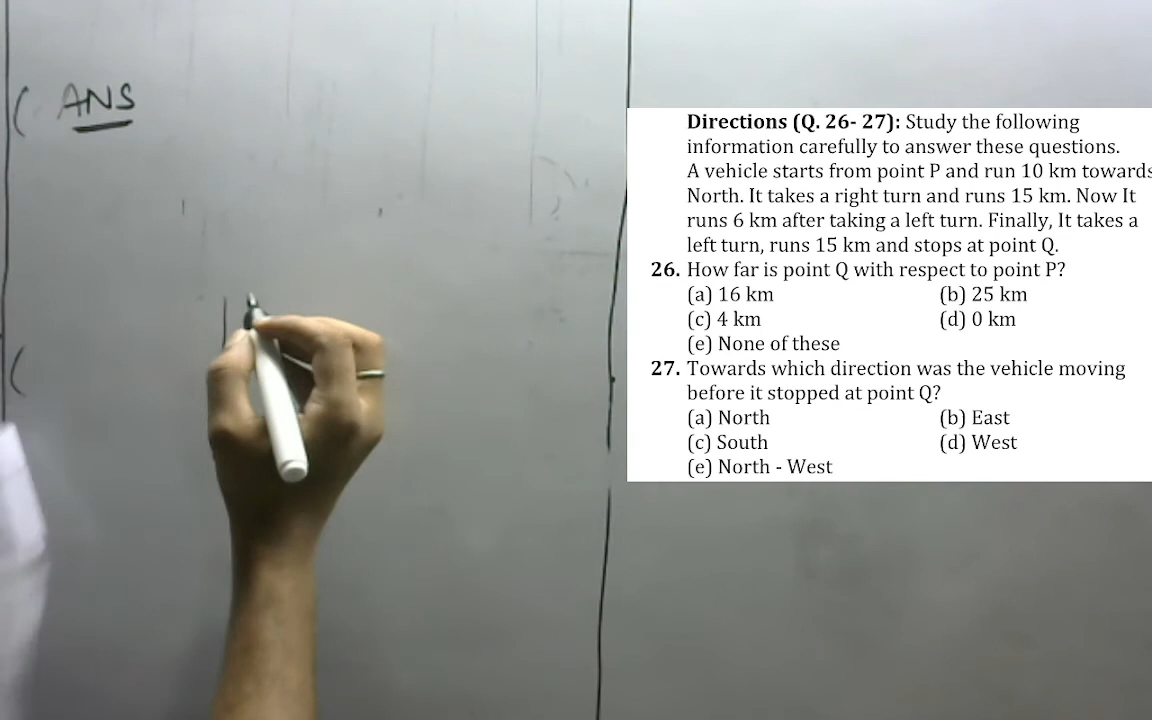 ( ANS
(
Directions (Q. 26- 27): Study the following
information carefully to answer these questions.
A vehicle starts from point P and run 10 km towards
North. It takes a right turn and runs 15 km. Now It
runs 6 km after taking a left turn. Finally, It takes a
left turn, runs 15 km and stops at point Q.
26. How far is point Q with respect to point P?
(a) 16 km (b) 25 km
(c) 4 km (d) 0 km
(e) None of these
27. Towards which direction was the vehicle moving
before it stopped at point Q?
(a) North (b) East
(c) South (d) West
(e) North - West